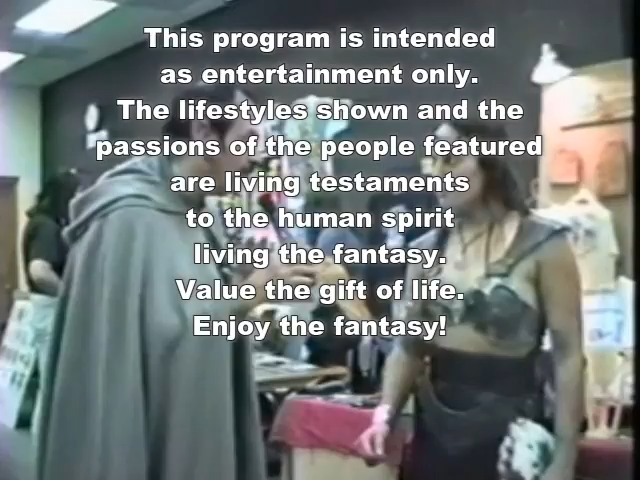 This program is intended
as entertainment only.
The lifestyles shown and the
passions of the people featured
are living testaments
to the human spirit
living the fantasy.
Value the gift of life.
Enjoy the fantasy!